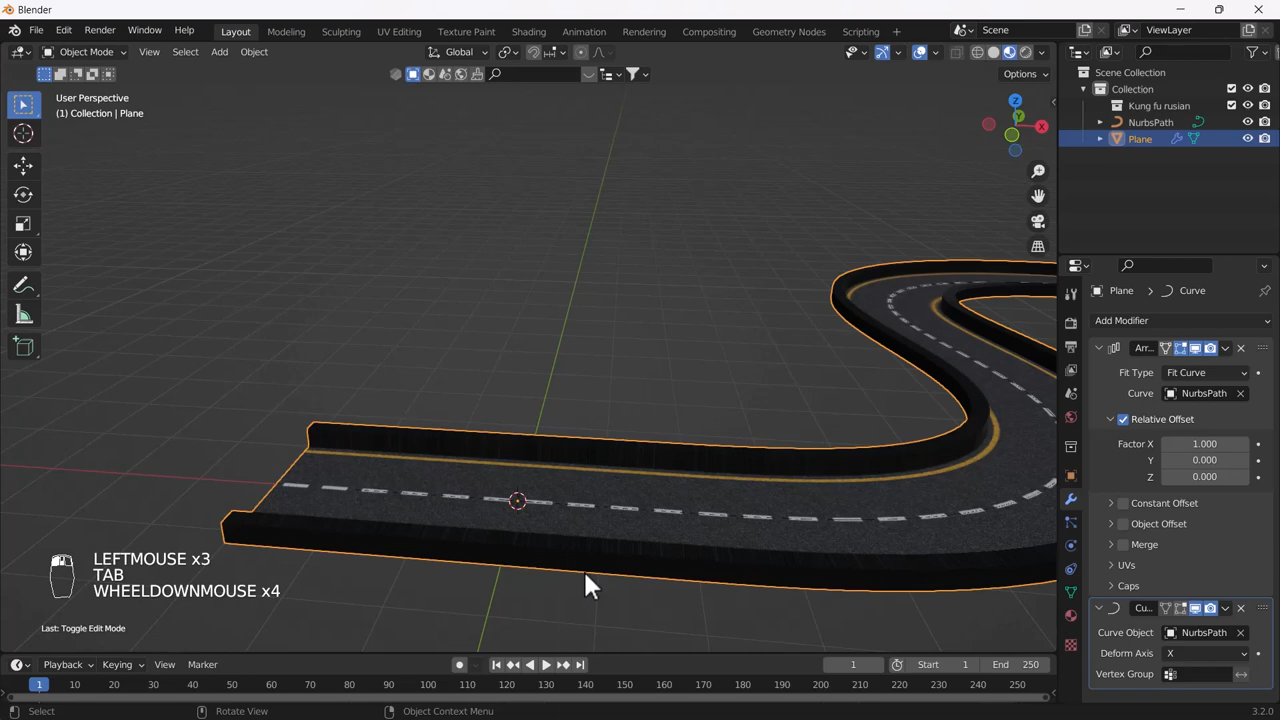 Blender
File Edit Render Window Help Layout Modeling Sculpting UV Editing Texture Paint Shading Animation Rendering Compositing Geometry Nodes Scripting + Scene ViewLayer
Object Mode View Select Add Object Global
Options
User Perspective
(1) Collection | Plane
X
Y
Z
Scene Collection
Collection
Kung fu rusian
NurbsPath
Plane
Plane > Curve
Add Modifier
Arr...
Fit Type Fit Curve
Curve NurbsPath
Relative Offset
Factor X 1.000
Y 0.000
Z 0.000
Constant Offset
Object Offset
Merge
UVs
Caps
Cu...
Curve Object NurbsPath
Deform Axis X
Vertex Group
LEFTMOUSE x3
TAB
WHEELDOWNMOUSE x4
Last: Toggle Edit Mode
Playback Keying View Marker 1 Start 1 End 250
1 10 20 30 40 50 60 70 80 90 100 110 120 130 140 150 160 170 180 190 200 210 220 230 240 250
Select Rotate View Object Context Menu 3.2.0